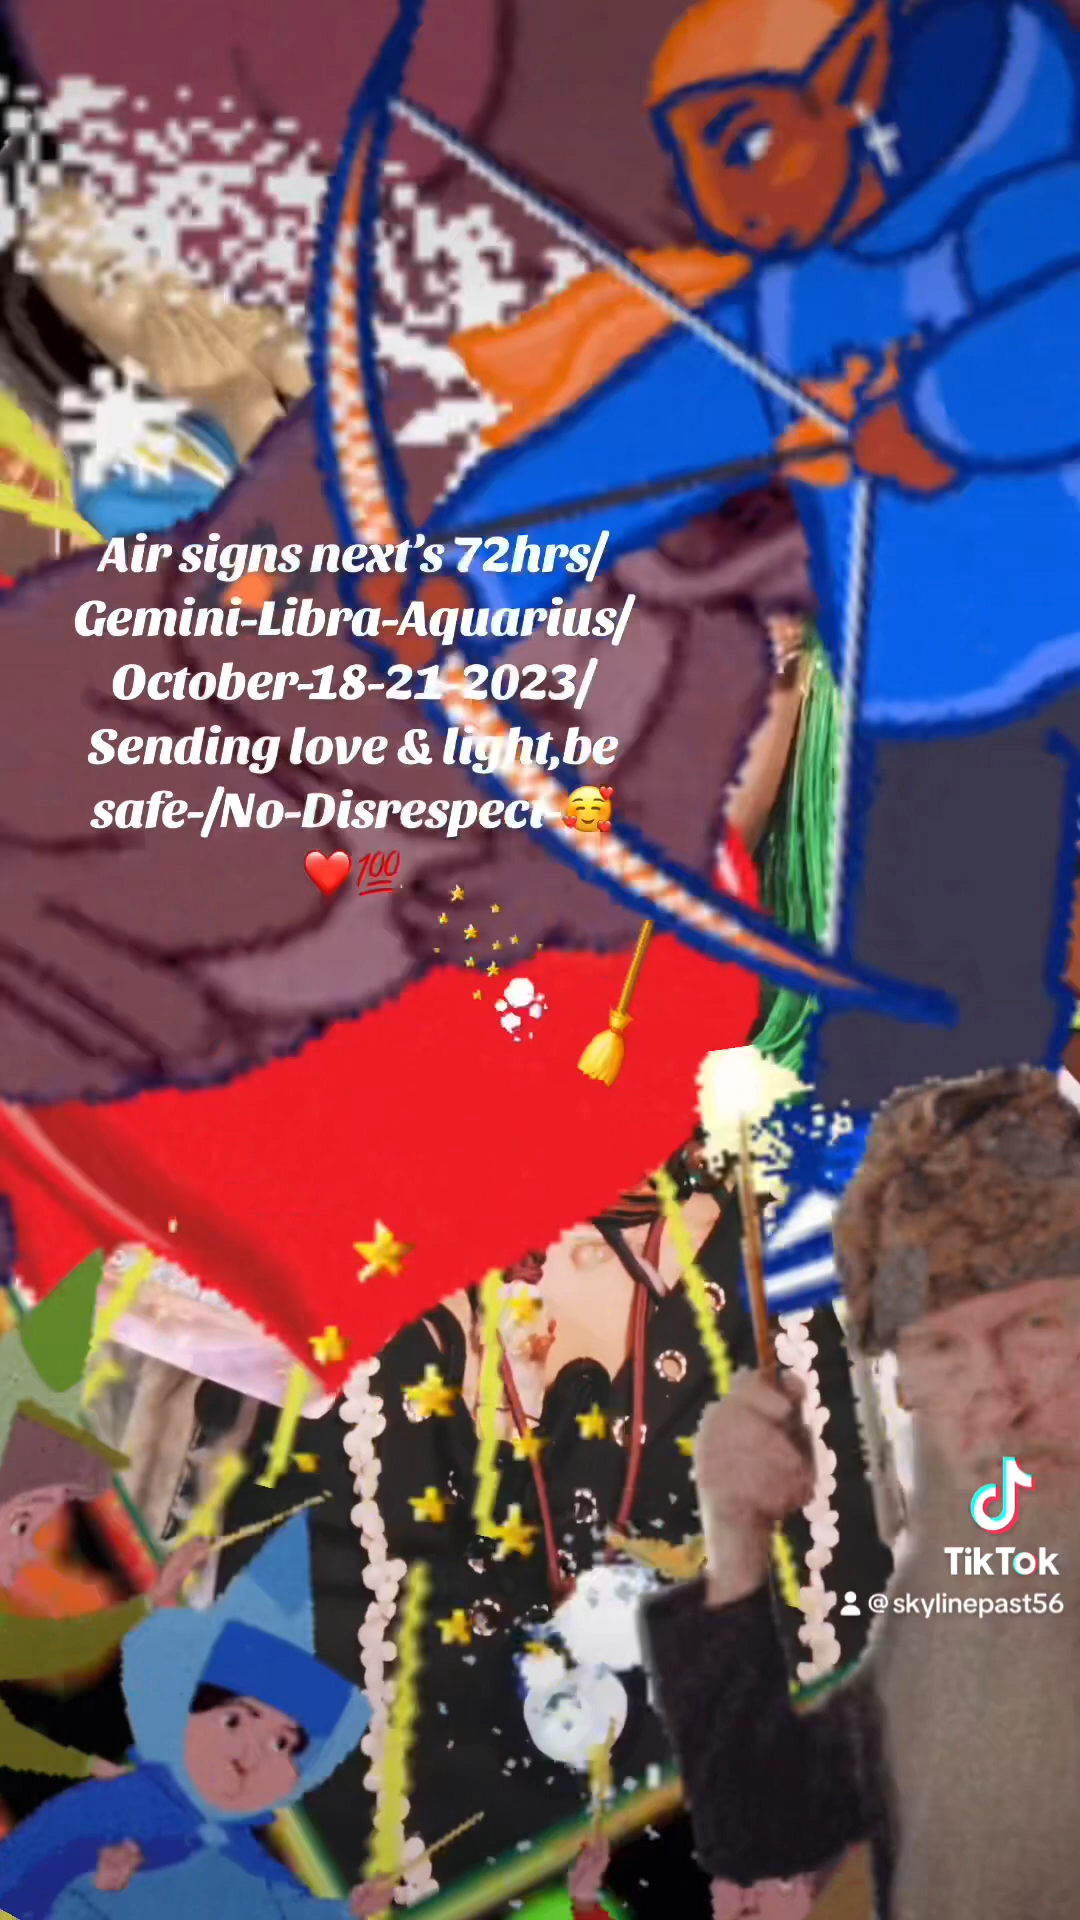 Air signs next's 72hrs/
Gemini-Libra-Aquarius/
October-18-21-2023/
Sending love & light,be
safe-/No-Disrespect-🥰
❤️💯
TikTok
@skylinepast56